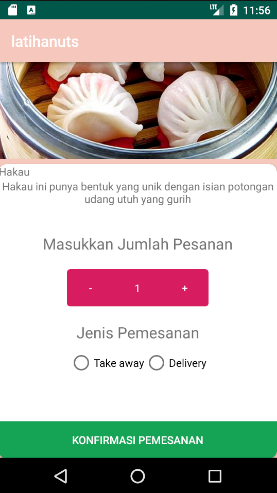 11:56
latihanuts
Hakau
Hakau ini punya bentuk yang unik dengan isian potongan
udang utuh yang gurih
Masukkan Jumlah Pesanan
- 1 +
Jenis Pemesanan
Take away Delivery
KONFIRMASI PEMESANAN